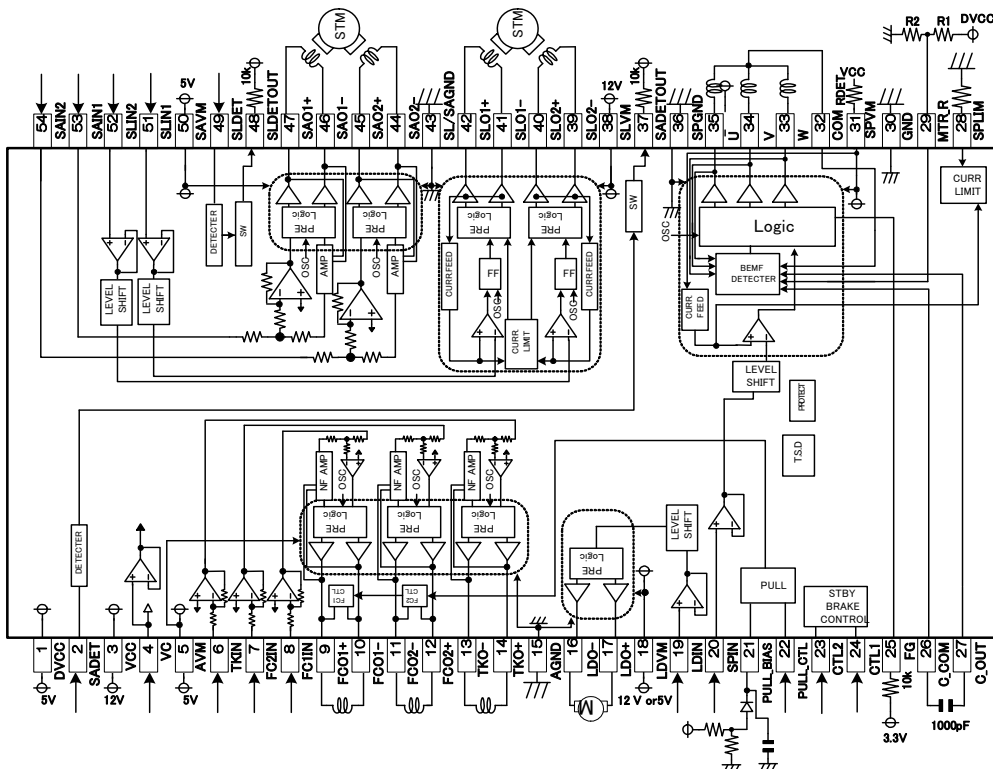 STM
STM
R2
R1
DVCC
5V
10k
12V
10k
VCC
54
53
52
51
50
49
48
47
46
45
44
43
42
41
40
39
38
37
36
35
34
33
32
31
30
29
28
SAIN2
SAIN1
SLIN2
SLIN1
SAVM
SLDET
SLDETOUT
SAO1+
SAO1-
SAO2+
SAO2-
SL/SAGND
SLO1+
SLO1-
SLO2+
SLO2-
SLVM
SADETOUT
SPGND
U
V
W
COM
RDET
SPVM
GND
MTR_R
SPLIM
DETECTER
SW
PRE Logic
PRE Logic
OSC
AMP
OSC
AMP
LEVEL SHIFT
LEVEL SHIFT
PRE Logic
PRE Logic
CURR.FEED
FF
OSC
CURR. LIMIT
OSC
FF
CURR.FEED
SW
OSC
Logic
BEMF DETECTER
CURR. FEED
CURR. LIMIT
LEVEL SHIFT
PROTECT
T.S.D
DETECTER
NF AMP
OSC
NF AMP
OSC
NF AMP
OSC
PRE Logic
PRE Logic
PRE Logic
FC1 CTL
FC2 CTL
PRE Logic
LEVEL SHIFT
PULL
STBY
BRAKE
CONTROL
1
2
3
4
5
6
7
8
9
10
11
12
13
14
15
16
17
18
19
20
21
22
23
24
25
26
27
DVCC
SADET
VCC
VC
AVM
TKIN
FC2IN
FC1IN
FCO1+
FCO1-
FCO2-
FCO2+
TKO-
TKO+
AGND
LDO-
LDO+
LDVM
LDIN
SPIN
PULL_BIAS
PULL_CTL
CTL2
CTL1
FG
C_COM
C_OUT
5V
12V
5V
M
12 V or5V
10k
3.3V
1000pF